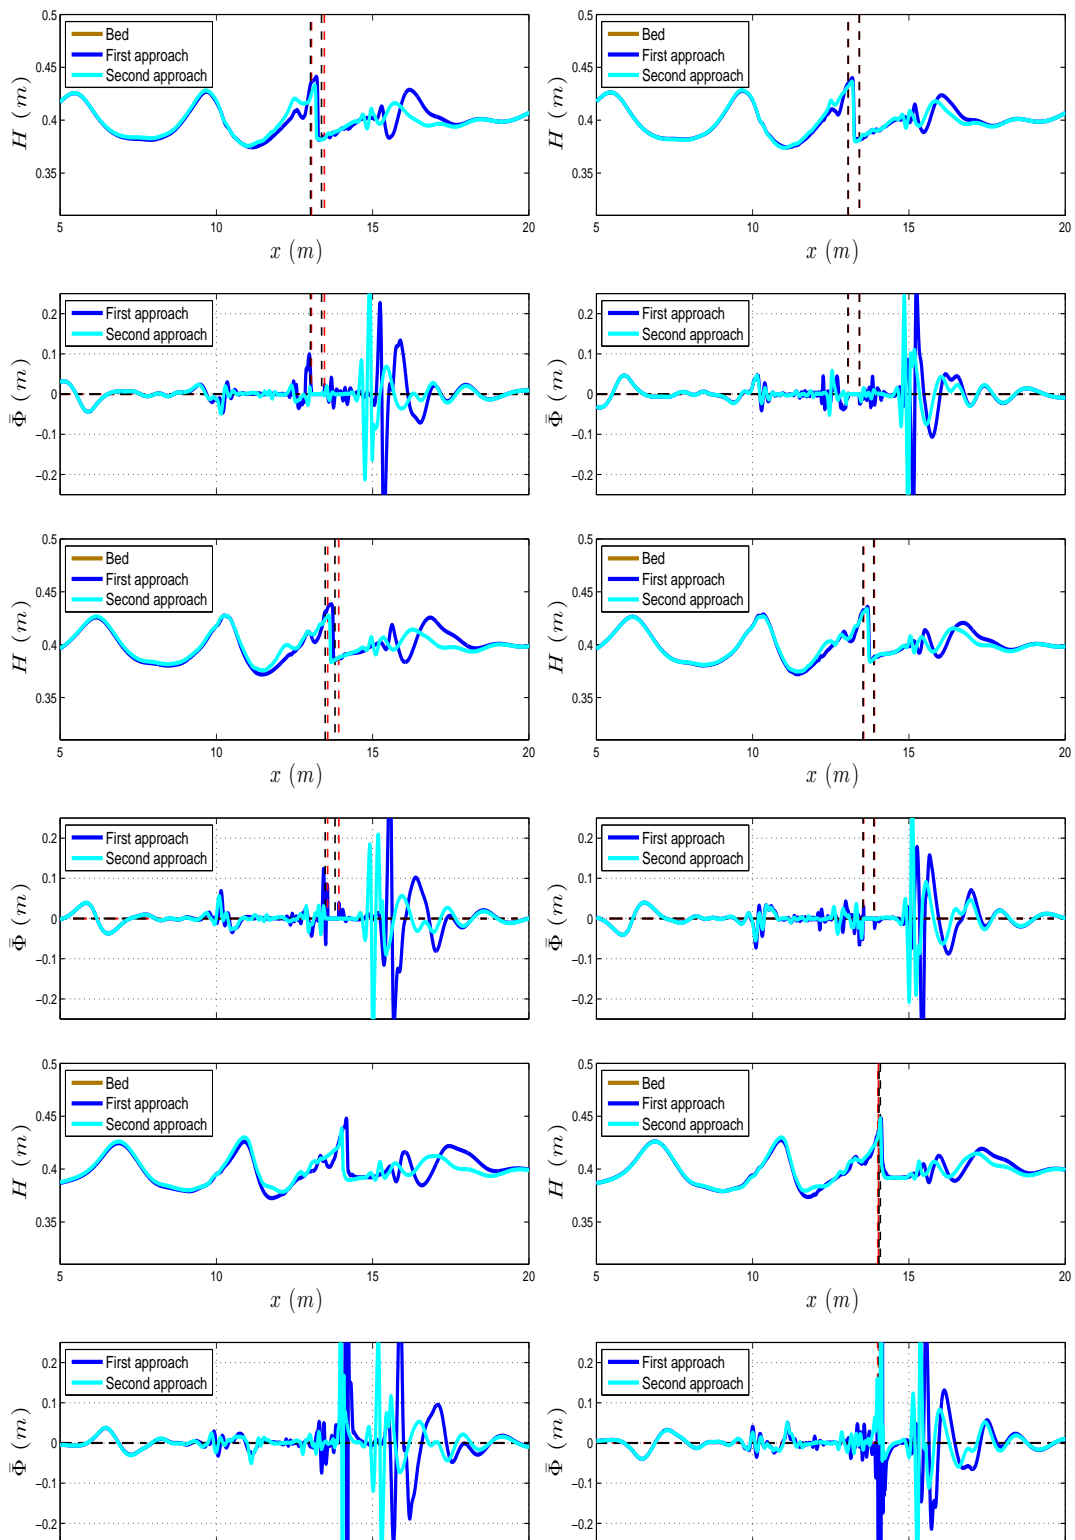 0.5
0.45
0.4
0.35
H (m)
Bed
First approach
Second approach
5 10 15 20
x (m)
0.5
0.45
0.4
0.35
H (m)
Bed
First approach
Second approach
5 10 15 20
x (m)
0.2
0.1
0
−0.1
−0.2
Φ̄ (m)
First approach
Second approach
0.2
0.1
0
−0.1
−0.2
Φ̄ (m)
First approach
Second approach
0.5
0.45
0.4
0.35
H (m)
Bed
First approach
Second approach
5 10 15 20
x (m)
0.5
0.45
0.4
0.35
H (m)
Bed
First approach
Second approach
5 10 15 20
x (m)
0.2
0.1
0
−0.1
−0.2
Φ̄ (m)
First approach
Second approach
0.2
0.1
0
−0.1
−0.2
Φ̄ (m)
First approach
Second approach
0.5
0.45
0.4
0.35
H (m)
Bed
First approach
Second approach
5 10 15 20
x (m)
0.5
0.45
0.4
0.35
H (m)
Bed
First approach
Second approach
5 10 15 20
x (m)
0.2
0.1
0
−0.1
−0.2
Φ̄ (m)
First approach
Second approach
0.2
0.1
0
−0.1
−0.2
Φ̄ (m)
First approach
Second approach